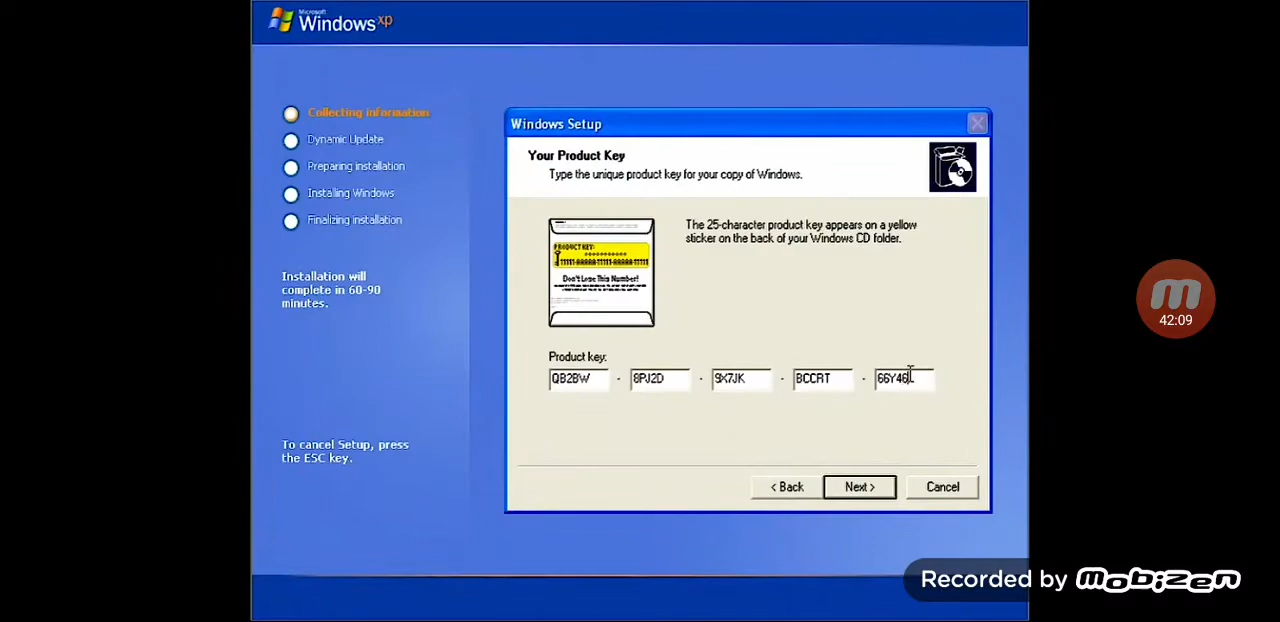 Microsoft
Windows xp
Collecting information
Dynamic Update
Preparing installation
Installing Windows
Finalizing installation
Installation will
complete in 60-90
minutes.
To cancel Setup, press
the ESC key.
Windows Setup
Your Product Key
Type the unique product key for your copy of Windows.
PRODUCT KEY:
Don't Lose This Number!
The 25-character product key appears on a yellow
sticker on the back of your Windows CD folder.
Product key:
QB2BW - 8PJ2D - 9X7JK - BCCRT - 66Y46
< Back Next > Cancel
42:09
Recorded by mobizen